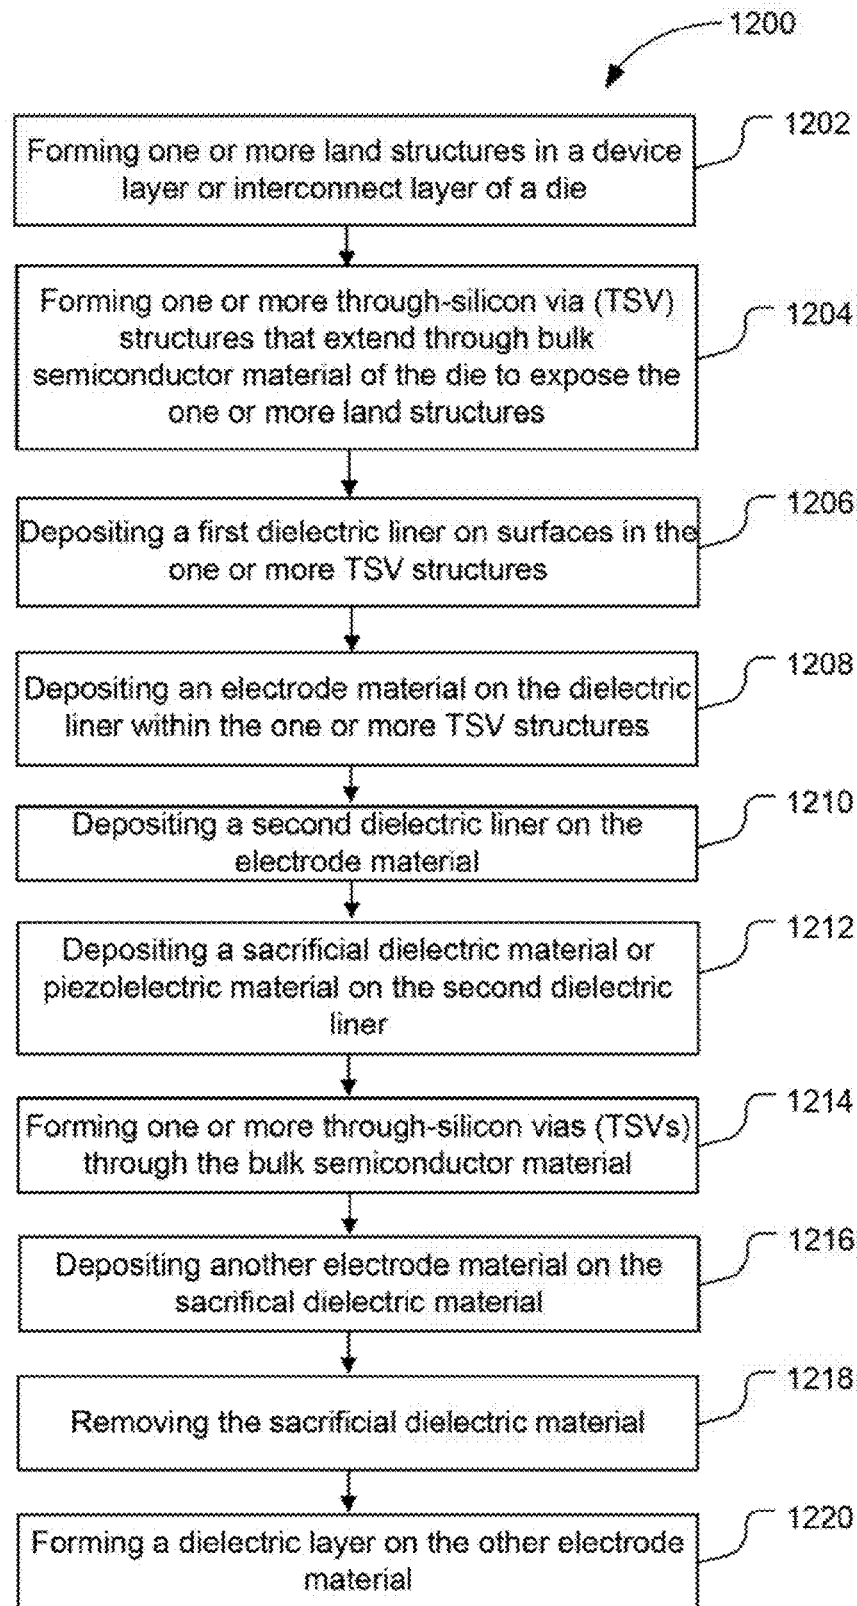 1200
1202
Forming one or more land structures in a device
layer or interconnect layer of a die
Forming one or more through-silicon via (TSV)
structures that extend through bulk
semiconductor material of the die to expose the
one or more land structures
1204
1206
Depositing a first dielectric liner on surfaces in the
one or more TSV structures
1208
Depositing an electrode material on the dielectric
liner within the one or more TSV structures
1210
Depositing a second dielectric liner on the
electrode material
1212
Depositing a sacrificial dielectric material or
piezolelectric material on the second dielectric
liner
1214
Forming one or more through-silicon vias (TSVs)
through the bulk semiconductor material
1216
Depositing another electrode material on the
sacrifical dielectric material
1218
Removing the sacrificial dielectric material
1220
Forming a dielectric layer on the other electrode
material